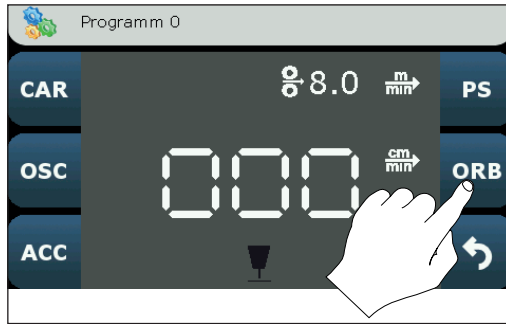 Programm 0
CAR
8.0 m/min
PS
OSC
000 cm/min
ORB
ACC